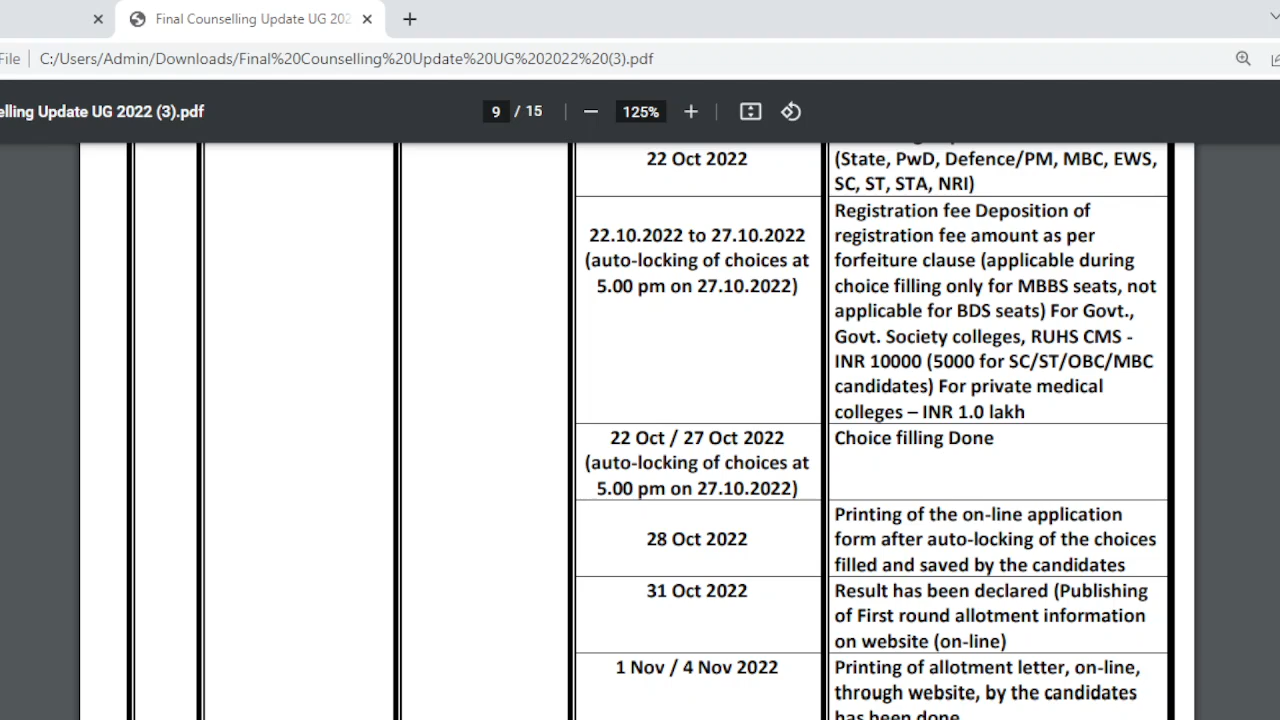 Final Counselling Update UG 202
File
C:/Users/Admin/Downloads/Final%20Counselling%20Update%20UG%202022%20(3).pdf
elling Update UG 2022 (3).pdf
9 / 15
125%
22 Oct 2022
(State, PwD, Defence/PM, MBC, EWS,
SC, ST, STA, NRI)
22.10.2022 to 27.10.2022
(auto-locking of choices at
5.00 pm on 27.10.2022)
Registration fee Deposition of
registration fee amount as per
forfeiture clause (applicable during
choice filling only for MBBS seats, not
applicable for BDS seats) For Govt.,
Govt. Society colleges, RUHS CMS -
INR 10000 (5000 for SC/ST/OBC/MBC
candidates) For private medical
colleges – INR 1.0 lakh
22 Oct / 27 Oct 2022
(auto-locking of choices at
5.00 pm on 27.10.2022)
Choice filling Done
28 Oct 2022
Printing of the on-line application
form after auto-locking of the choices
filled and saved by the candidates
31 Oct 2022
Result has been declared (Publishing
of First round allotment information
on website (on-line)
1 Nov / 4 Nov 2022
Printing of allotment letter, on-line,
through website, by the candidates
has been done